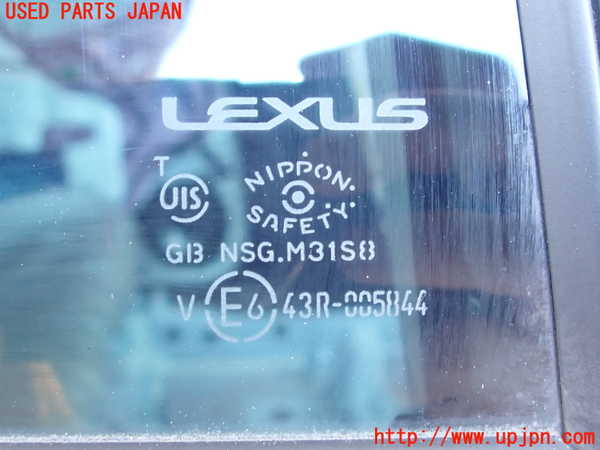 USED PARTS JAPAN
LEXUS
T
JIS
NIPPON
SAFETY
GB NSG.M31S8
V E6 43R-005844
http://www.upjpn.com/